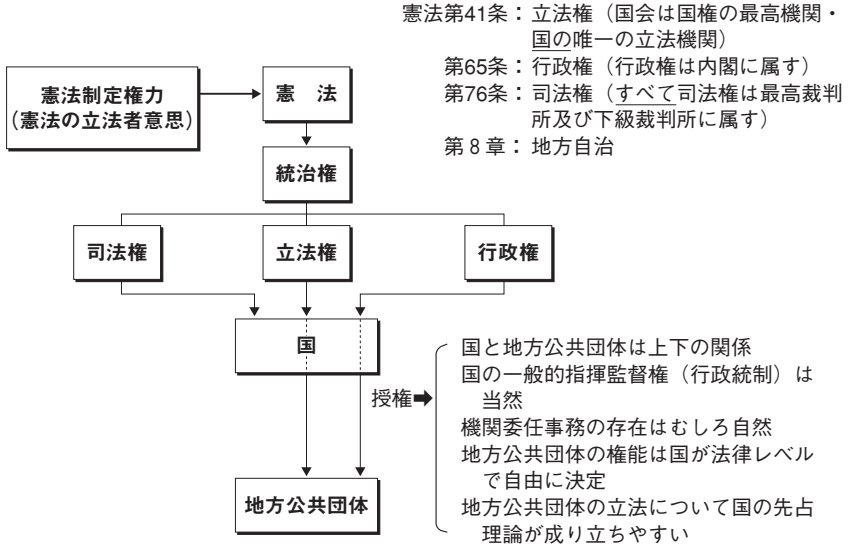 憲法第41条：立法権（国会は国権の最高機関・
国の唯一の立法機関）
第65条：行政権（行政権は内閣に属す）
第76条：司法権（すべて司法権は最高裁判
所及び下級裁判所に属す）
第８章：地方自治
憲法制定権力
（憲法の立法者意思）
憲　法
統治権
司法権
立法権
行政権
国
授権➡
国と地方公共団体は上下の関係
国の一般的指揮監督権（行政統制）は
当然
機関委任事務の存在はむしろ自然
地方公共団体の権能は国が法律レベル
で自由に決定
地方公共団体の立法について国の先占
理論が成り立ちやすい
地方公共団体